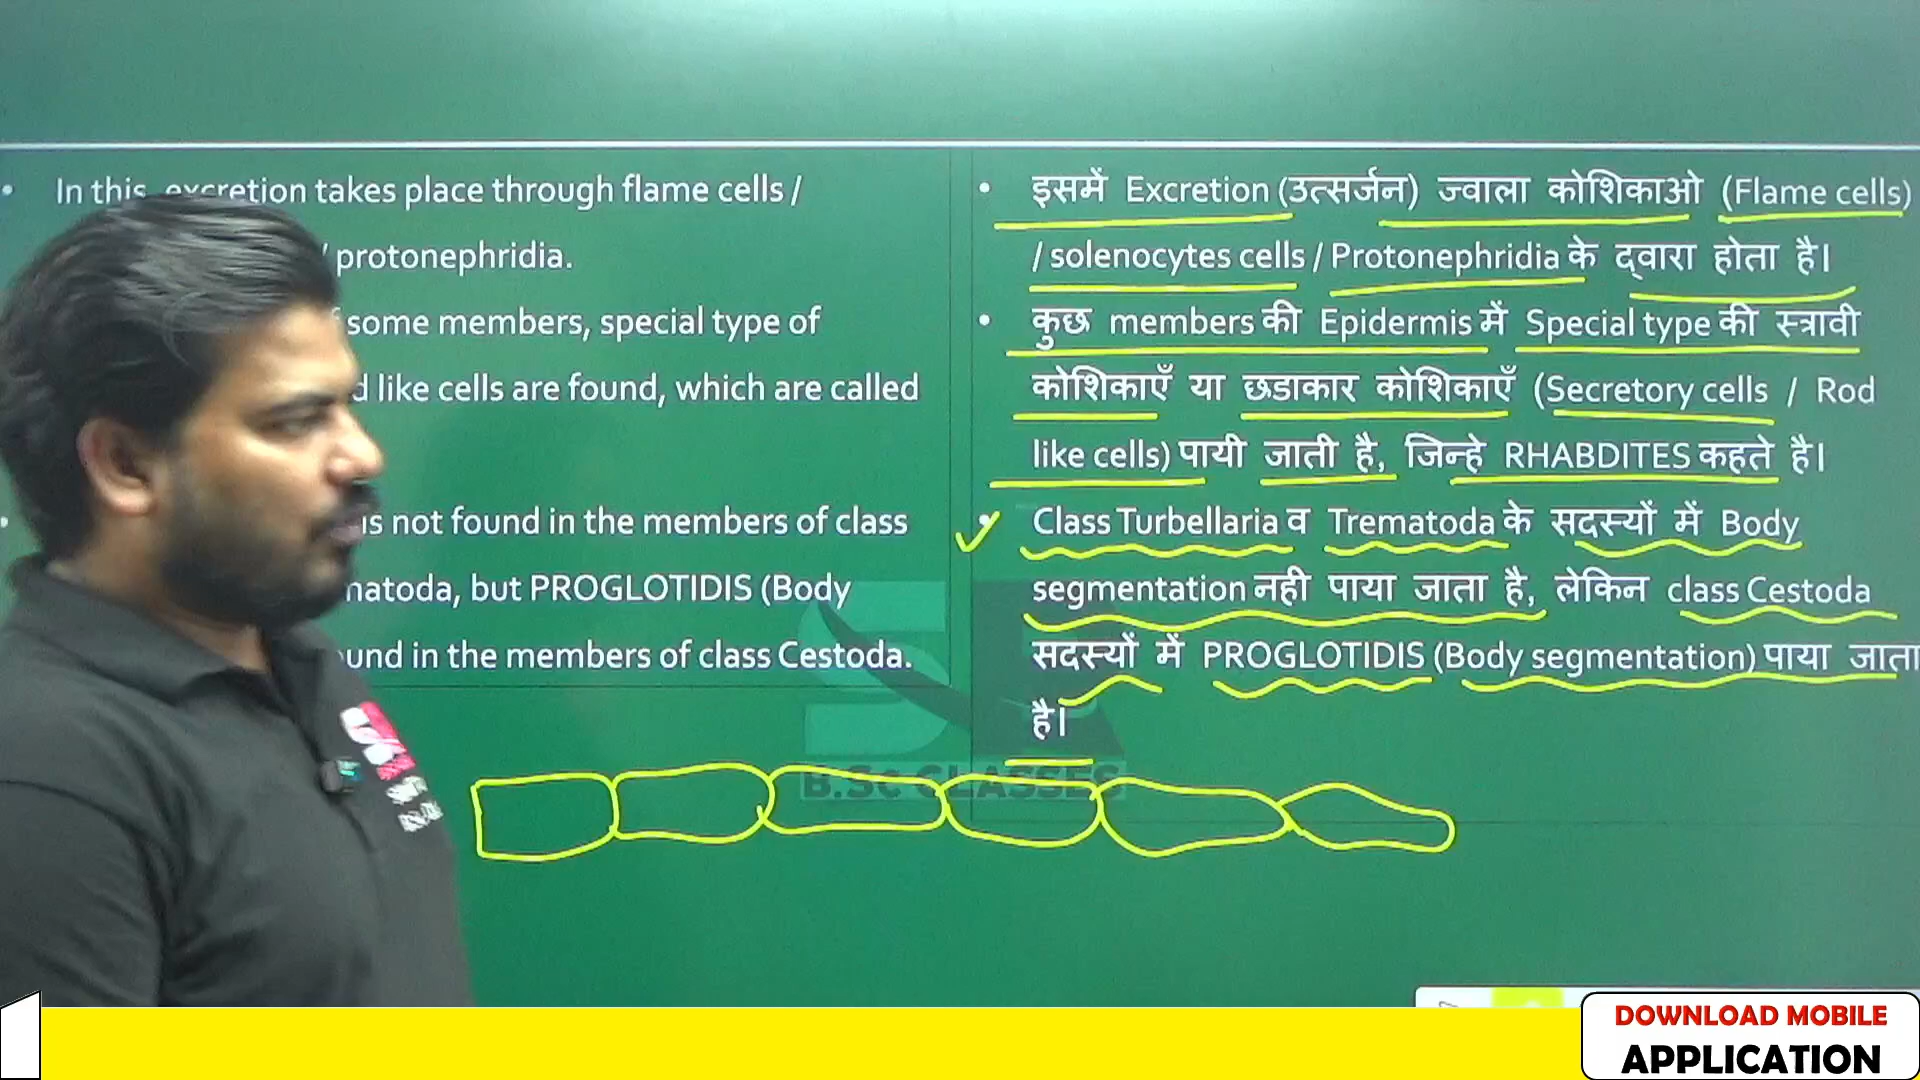 In this excretion takes place through flame cells /
/ protonephridia.
some members, special type of
d like cells are found, which are called
is not found in the members of class
matoda, but PROGLOTIDIS (Body
und in the members of class Cestoda.
इसमें Excretion (उत्सर्जन) ज्वाला कोशिकाओ (Flame cells)
/ solenocytes cells / Protonephridia के द्वारा होता है।
कुछ members की Epidermis में Special type की स्त्रावी
कोशिकाएँ या छडाकार कोशिकाएँ (Secretory cells / Rod
like cells) पायी जाती है, जिन्हे RHABDITES कहते है।
Class Turbellaria व Trematoda के सदस्यों में Body
segmentation नही पाया जाता है, लेकिन class Cestoda
सदस्यों में PROGLOTIDIS (Body segmentation) पाया जाता
है।
B.Sc CLASSES
DOWNLOAD MOBILE
APPLICATION